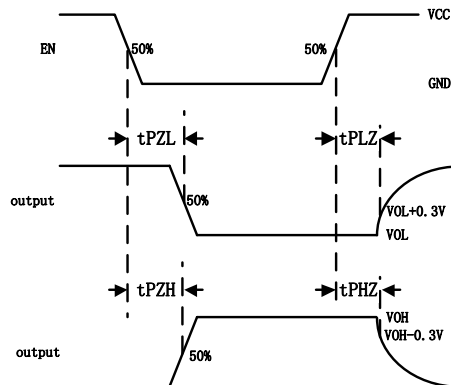 VCC
EN
50%
50%
GND
tPZL
tPLZ
50%
output
VOL+0.3V
VOL
tPZH
tPHZ
VOH
VOH-0.3V
output
50%